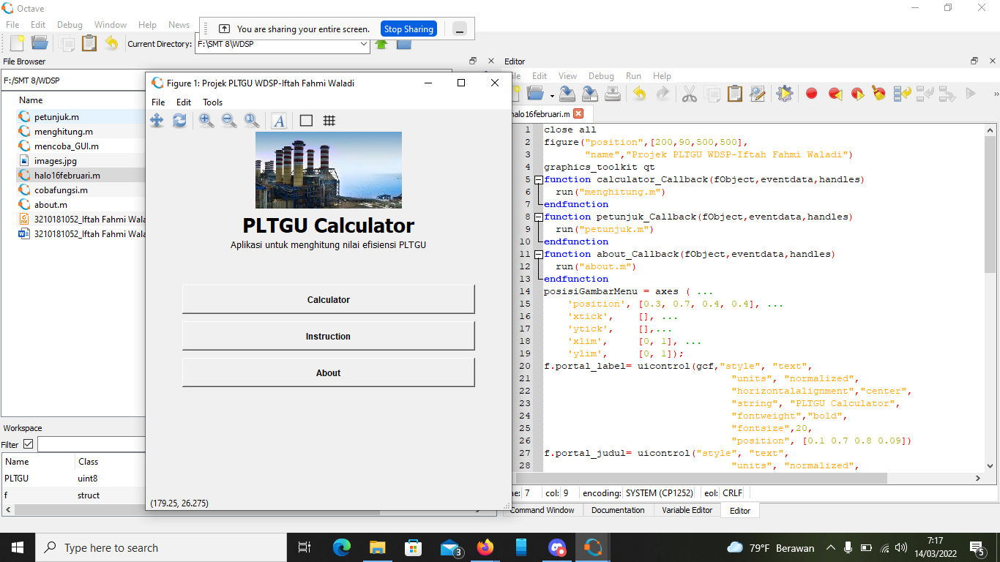 Octave
File Edit Debug Window Help News
You are sharing your entire screen. Stop Sharing
Current Directory: F:\SMT 8\WDSP
File Browser
F:/SMT 8/WDSP
Name
petunjuk.m
menghitung.m
mencoba_GUI.m
images.jpg
halo16februari.m
cobafungsi.m
about.m
3210181052_Iftah Fahmi Wala
3210181052_Iftah Fahmi Wala
Workspace
Filter
Name Class
PLTGU uint8
f struct
Figure 1: Projek PLTGU WDSP-Iftah Fahmi Waladi
File Edit Tools
A
PLTGU Calculator
Aplikasi untuk menghitung nilai efisiensi PLTGU
Calculator
Instruction
About
(179.25, 26.275)
Editor
ile Edit View Debug Run Help
halo16februari.m
1 close all
2 figure("position",[200,90,500,500],
3 "name","Projek PLTGU WDSP-Iftah Fahmi Waladi")
4 graphics_toolkit qt
5 function calculator_Callback(fObject,eventdata,handles)
6 run("menghitung.m")
7 endfunction
8 function petunjuk_Callback(fObject,eventdata,handles)
9 run("petunjuk.m")
10 endfunction
11 function about_Callback(fObject,eventdata,handles)
12 run("about.m")
13 endfunction
14 posisiGambarMenu = axes ( ...
15 'position', [0.3, 0.7, 0.4, 0.4], ...
16 'xtick', [], ...
17 'ytick', [],...
18 'xlim', [0, 1], ...
19 'ylim', [0, 1]);
20 f.portal_label= uicontrol(gcf,"style", "text",
21 "units", "normalized",
22 "horizontalalignment","center",
23 "string", "PLTGU Calculator",
24 "fontweight","bold",
25 "fontsize",20,
26 "position", [0.1 0.7 0.8 0.09])
27 f.portal_judul= uicontrol("style", "text",
28 "units", "normalized",
ne: 7 col: 9 encoding: SYSTEM (CP1252) eol: CRLF
Command Window Documentation Variable Editor Editor
Type here to search
3
79°F Berawan
7:17
14/03/2022
5